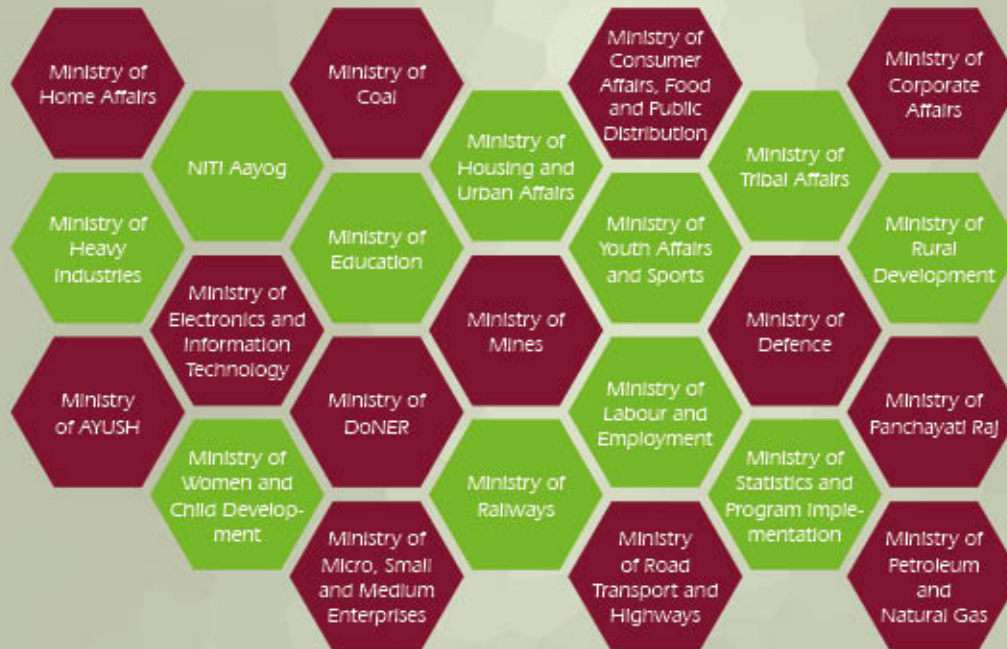 Ministry of
Home Affairs
Ministry of
Coal
Ministry of
Consumer
Affairs, Food
and Public
Distribution
Ministry of
Corporate
Affairs
NITI Aayog
Ministry of
Housing and
Urban Affairs
Ministry of
Tribal Affairs
Ministry of
Heavy
Industries
Ministry of
Education
Ministry of
Youth Affairs
and Sports
Ministry of
Rural
Development
Ministry of
Electronics and
Information
Technology
Ministry of
Mines
Ministry of
Defence
Ministry
of AYUSH
Ministry of
DoNER
Ministry of
Labour and
Employment
Ministry of
Panchayati Raj
Ministry of
Women and
Child Develop-
ment
Ministry of
Railways
Ministry of
Statistics and
Program Imple-
mentation
Ministry of
Micro, Small
and Medium
Enterprises
Ministry
of Road
Transport and
Highways
Ministry of
Petroleum
and
Natural Gas